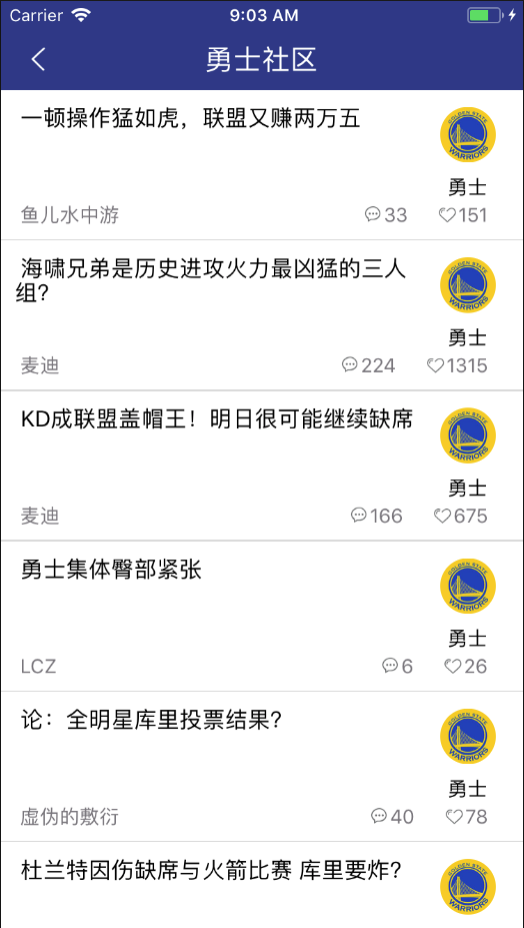 Carrier 9:03 AM
勇士社区
一顿操作猛如虎，联盟又赚两万五
GOLDEN STATE
WARRIORS
勇士
鱼儿水中游 33 151
海啸兄弟是历史进攻火力最凶猛的三人
组？
GOLDEN STATE
WARRIORS
勇士
麦迪 224 1315
KD成联盟盖帽王！明日很可能继续缺席
GOLDEN STATE
WARRIORS
勇士
麦迪 166 675
勇士集体臀部紧张
GOLDEN STATE
WARRIORS
勇士
LCZ 6 26
论：全明星库里投票结果？
GOLDEN STATE
WARRIORS
勇士
虚伪的敷衍 40 78
杜兰特因伤缺席与火箭比赛 库里要炸？
GOLDEN STATE
WARRIORS